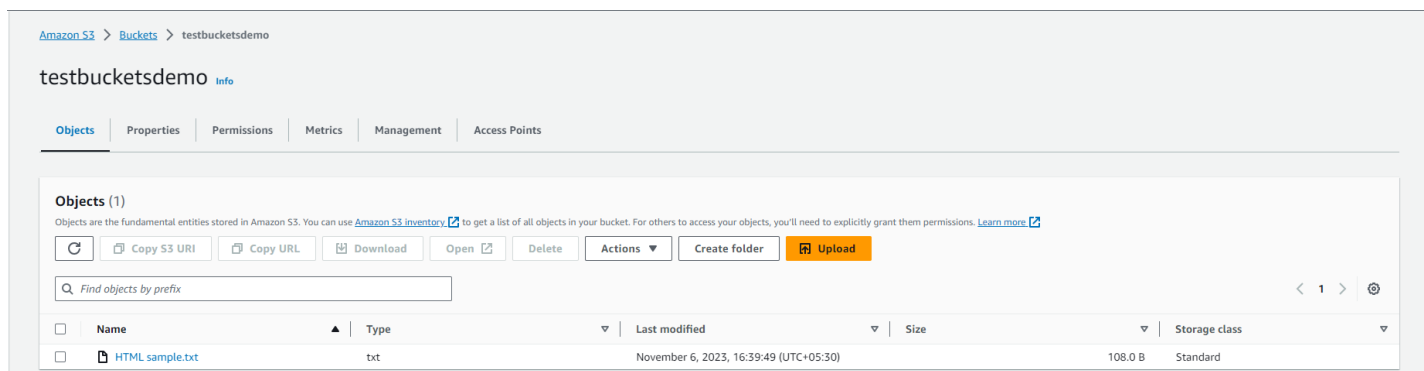 Amazon S3 > Buckets > testbucketsdemo
testbucketsdemo Info
Objects Properties Permissions Metrics Management Access Points
Objects (1)
Objects are the fundamental entities stored in Amazon S3. You can use Amazon S3 inventory to get a list of all objects in your bucket. For others to access your objects, you'll need to explicitly grant them permissions. Learn more
Copy S3 URI Copy URL Download Open Delete Actions Create folder Upload
Find objects by prefix < 1 >
Name Type Last modified Size Storage class
HTML sample.txt txt November 6, 2023, 16:39:49 (UTC+05:30) 108.0 B Standard